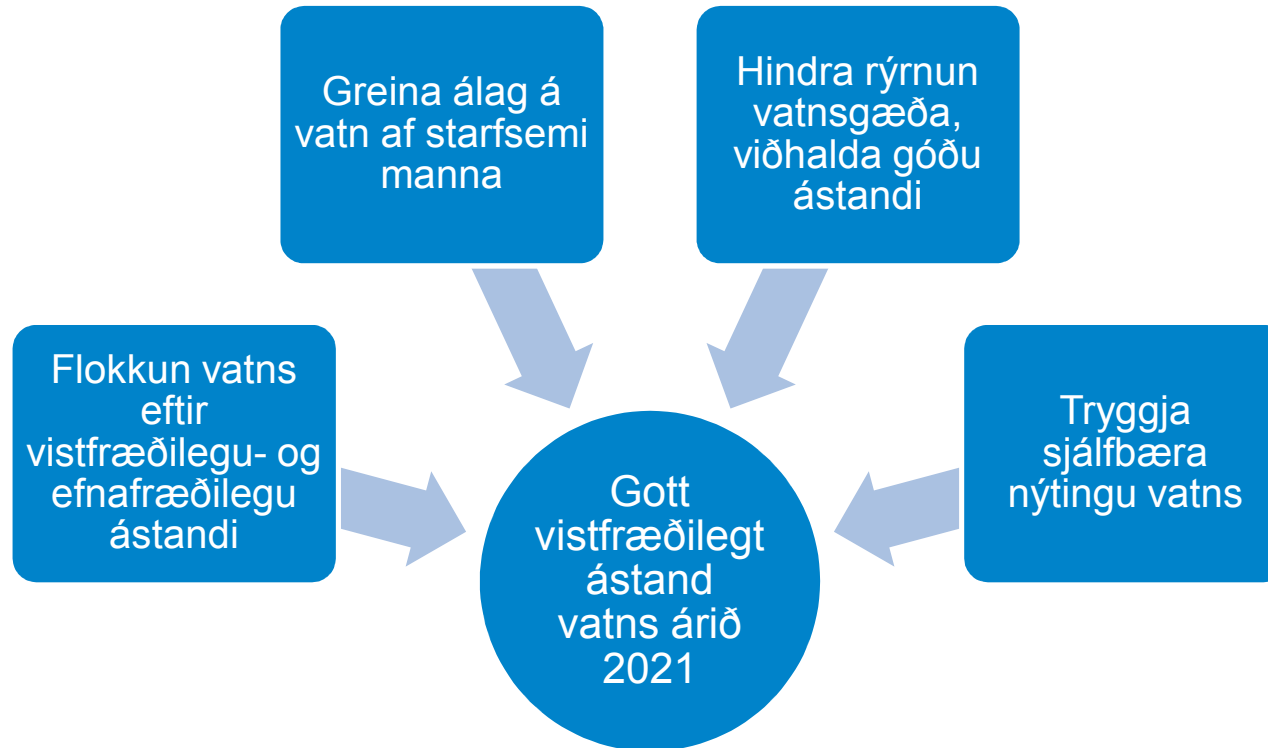 Greina álag á
vatn af starfsemi
manna
Hindra rýrnun
vatnsgæða,
viðhalda góðu
ástandi
Flokkun vatns
eftir
vistfræðilegu- og
efnafræðilegu
ástandi
Tryggja
sjálfbæra
nýtingu vatns
Gott
vistfræðilegt
ástand
vatns árið
2021